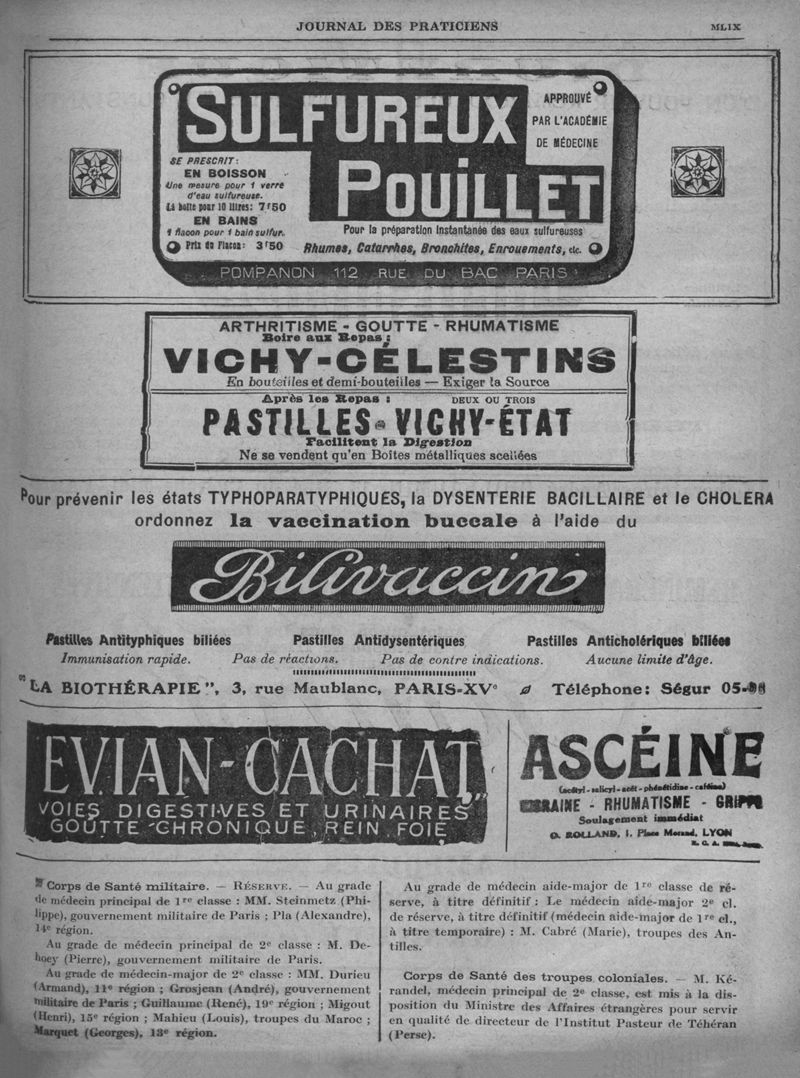 JOURNAL DES PRATICIENS MLIX
SULFUREUX
POUILLET
APPROUVÉ
PAR L'ACADÉMIE
DE MÉDECINE
SE PRESCRIT:
EN BOISSON
Une mesure pour 1 verre
d'eau sulfureuse.
La boîte pour 10 litres: 7f50
EN BAINS
1 flacon pour 1 bain sulfur.
Prix du Flacon: 3f50
Pour la préparation instantanée des eaux sulfureuses
Rhumes, Catarrhes, Bronchites, Enrouements, etc.
POMPANON 112 RUE DU BAC PARIS
ARTHRITISME - GOUTTE - RHUMATISME
Boire aux Repas:
VICHY-CÉLESTINS
En bouteilles et demi-bouteilles — Exiger la Source
Après les Repas : DEUX OU TROIS
PASTILLES VICHY-ÉTAT
Facilitent la Digestion
Ne se vendent qu'en Boîtes métalliques scellées
Pour prévenir les états TYPHOPARATYPHIQUES, la DYSENTERIE BACILLAIRE et le CHOLERA
ordonnez la vaccination buccale à l'aide du
Bilivaccin
Pastilles Antityphiques biliées Pastilles Antidysentériques Pastilles Anticholériques biliées
Immunisation rapide. Pas de réactions. Pas de contre indications. Aucune limite d'âge.
"LA BIOTHÉRAPIE", 3, rue Maublanc, PARIS-XVe Téléphone: Ségur 05-
EVIAN-CACHAT
VOIES DIGESTIVES ET URINAIRES
GOUTTE CHRONIQUE, REIN, FOIE
ASCÉINE
(acétyl-salicyl-acét-phénétidine-caféine)
MIGRAINE - RHUMATISME - GRIPPE
Soulagement immédiat
O. ROLLAND, 1, Place Morand, LYON
Corps de Santé militaire. — RÉSERVE. — Au grade
de médecin principal de 1re classe : MM. Steinmetz (Phi-
lippe), gouvernement militaire de Paris ; Pla (Alexandre),
14e région.
Au grade de médecin principal de 2e classe : M. De-
hoey (Pierre), gouvernement militaire de Paris.
Au grade de médecin-major de 2e classe : MM. Durieu
(Armand), 11e région ; Grosjean (André), gouvernement
militaire de Paris ; Guillaume (René), 19e région ; Migout
(Henri), 15e région ; Mahieu (Louis), troupes du Maroc ;
Marquet (Georges), 13e région.
Au grade de médecin aide-major de 1re classe de ré-
serve, à titre définitif : Le médecin aide-major 2e cl.
de réserve, à titre définitif (médecin aide-major de 1re cl.,
à titre temporaire) : M. Cabré (Marie), troupes des An-
tilles.
Corps de Santé des troupes coloniales. — M. Ké-
randel, médecin principal de 2e classe, est mis à la dis-
position du Ministre des Affaires étrangères pour servir
en qualité de directeur de l'Institut Pasteur de Téhéran
(Perse).